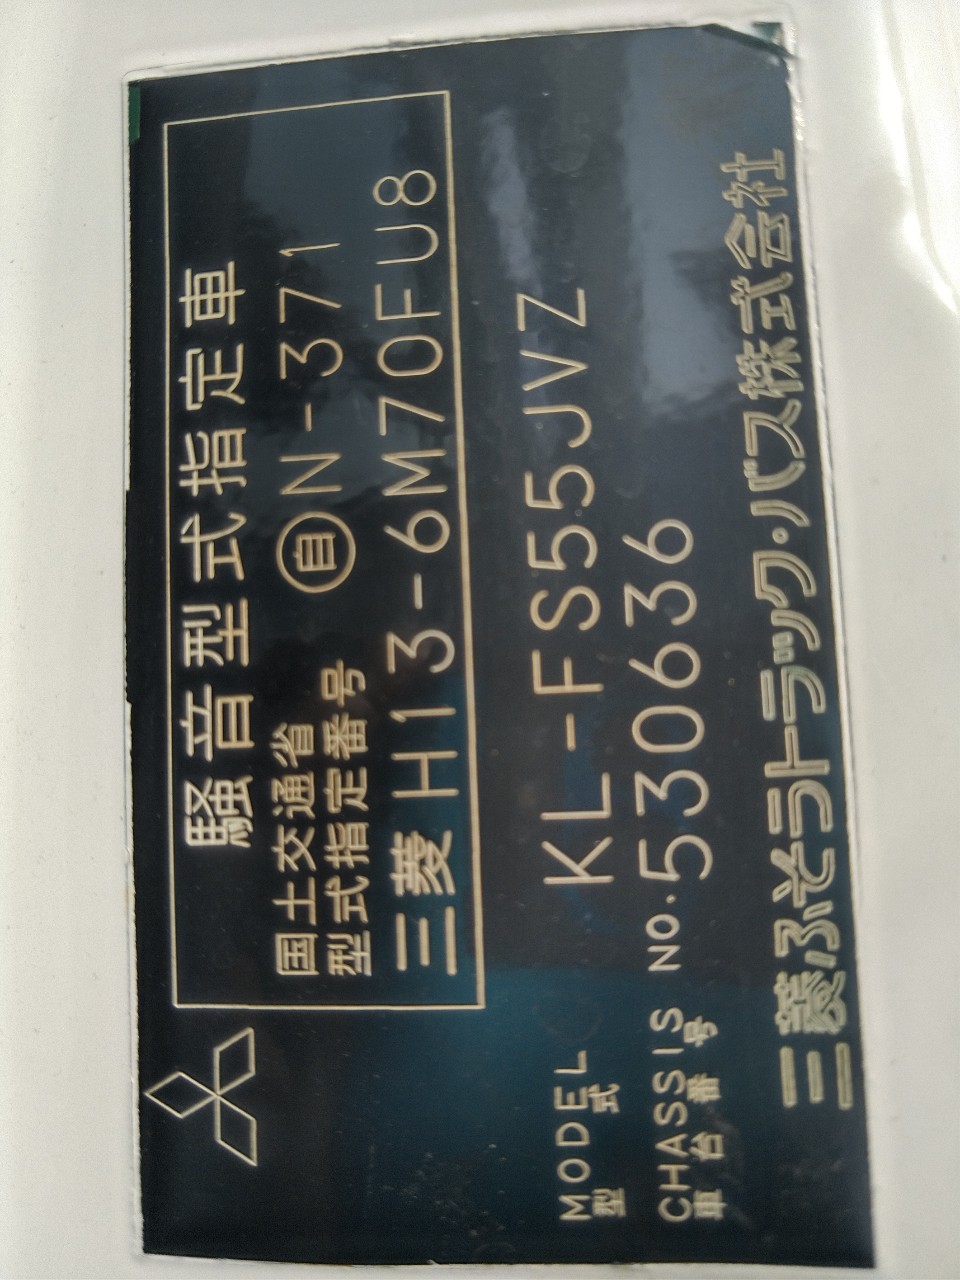 騒音型式指定車
国土交通省
型式指定番号
自 N-371
三菱 H13-6M70FU8
MODEL
型式
KL-FS55JVZ
CHASSIS No.530636
車台番号
三菱ふそうトラック・バス株式会社